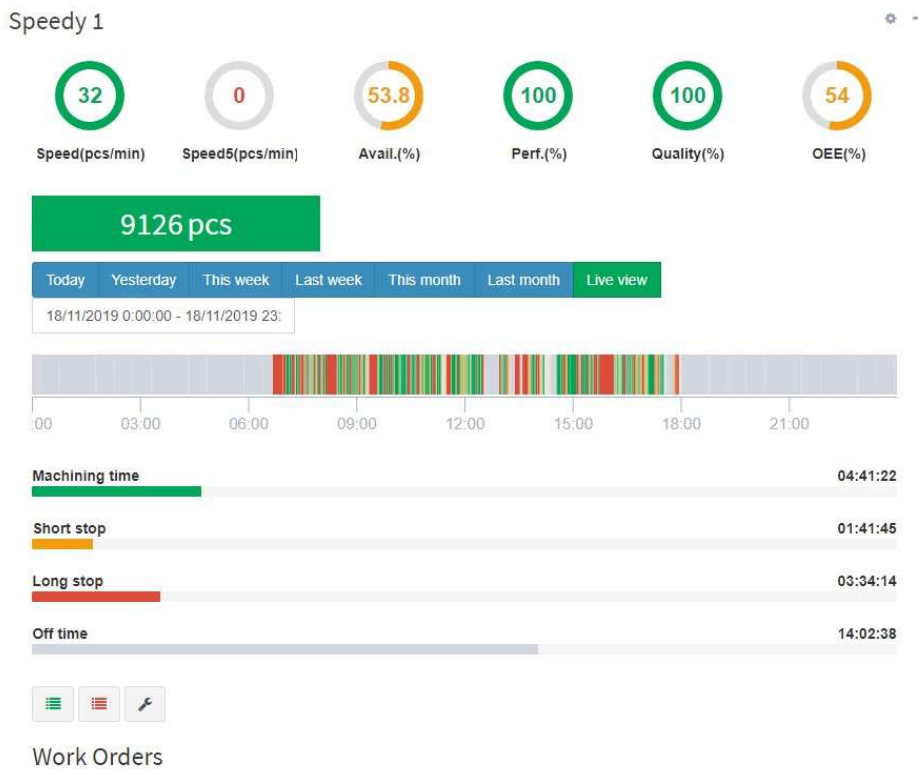 Speedy 1
32 0 53.8 100 100 54
Speed(pcs/min) Speed5(pcs/min) Avail.(%) Perf.(%) Quality(%) OEE(%)
9126 pcs
Today Yesterday This week Last week This month Last month Live view
18/11/2019 0:00:00 - 18/11/2019 23:
:00 03:00 06:00 09:00 12:00 15:00 18:00 21:00
Machining time 04:41:22
Short stop 01:41:45
Long stop 03:34:14
Off time 14:02:38
Work Orders